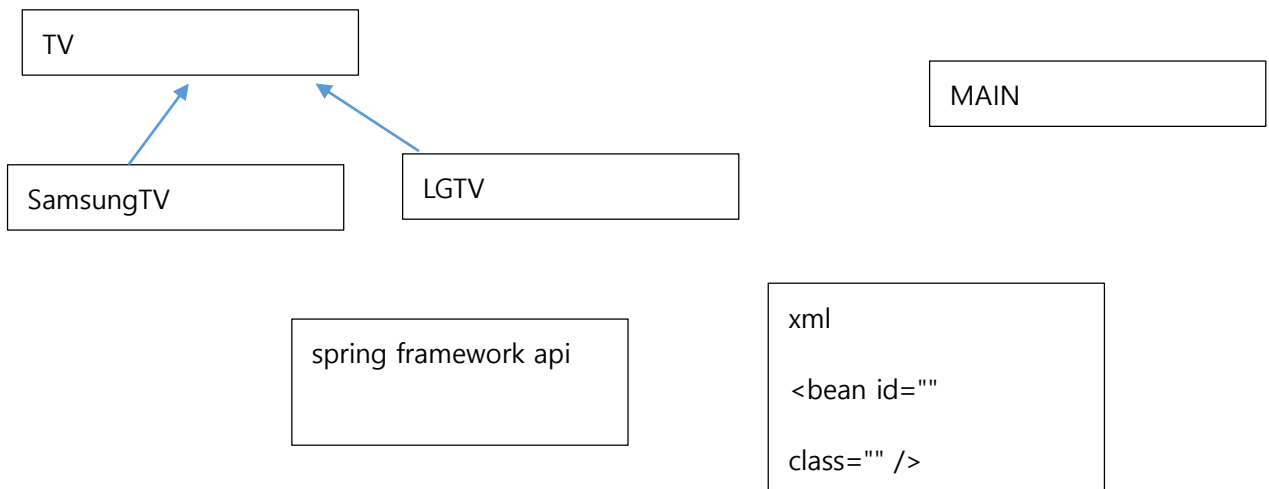 TV
MAIN
SamsungTV
LGTV
spring framework api
xml
<bean id=""
class="" />